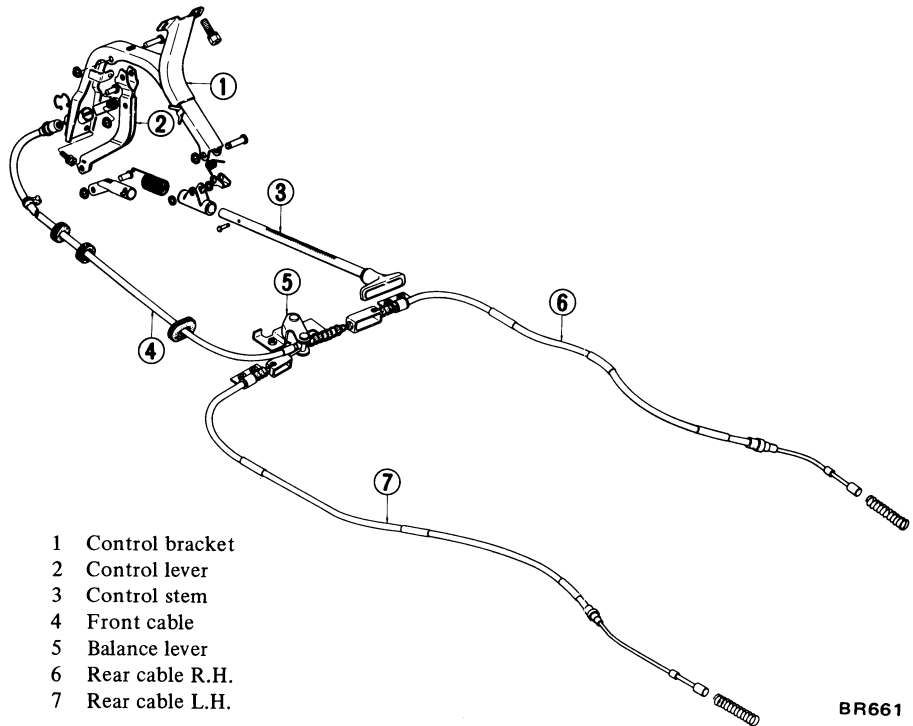 1
2
3
4
5
6
7
1 Control bracket
2 Control lever
3 Control stem
4 Front cable
5 Balance lever
6 Rear cable R.H.
7 Rear cable L.H.
BR661